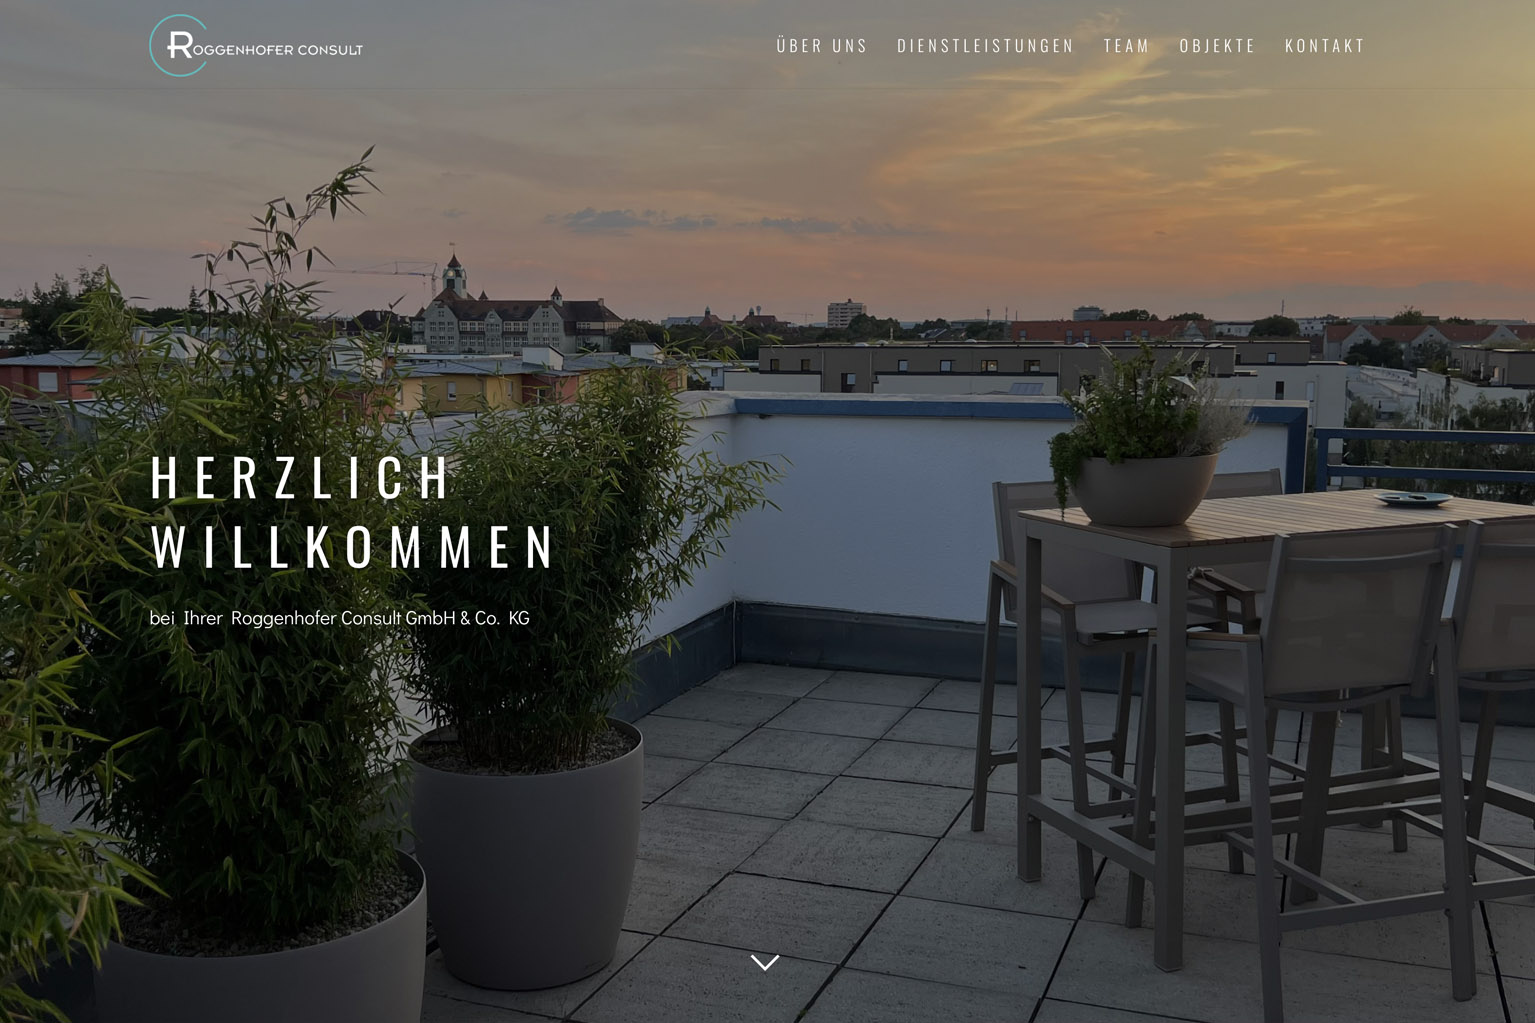 ROGGENHOFER CONSULT
ÜBER UNS DIENSTLEISTUNGEN TEAM OBJEKTE KONTAKT
HERZLICH
WILLKOMMEN
bei Ihrer Roggenhofer Consult GmbH & Co. KG